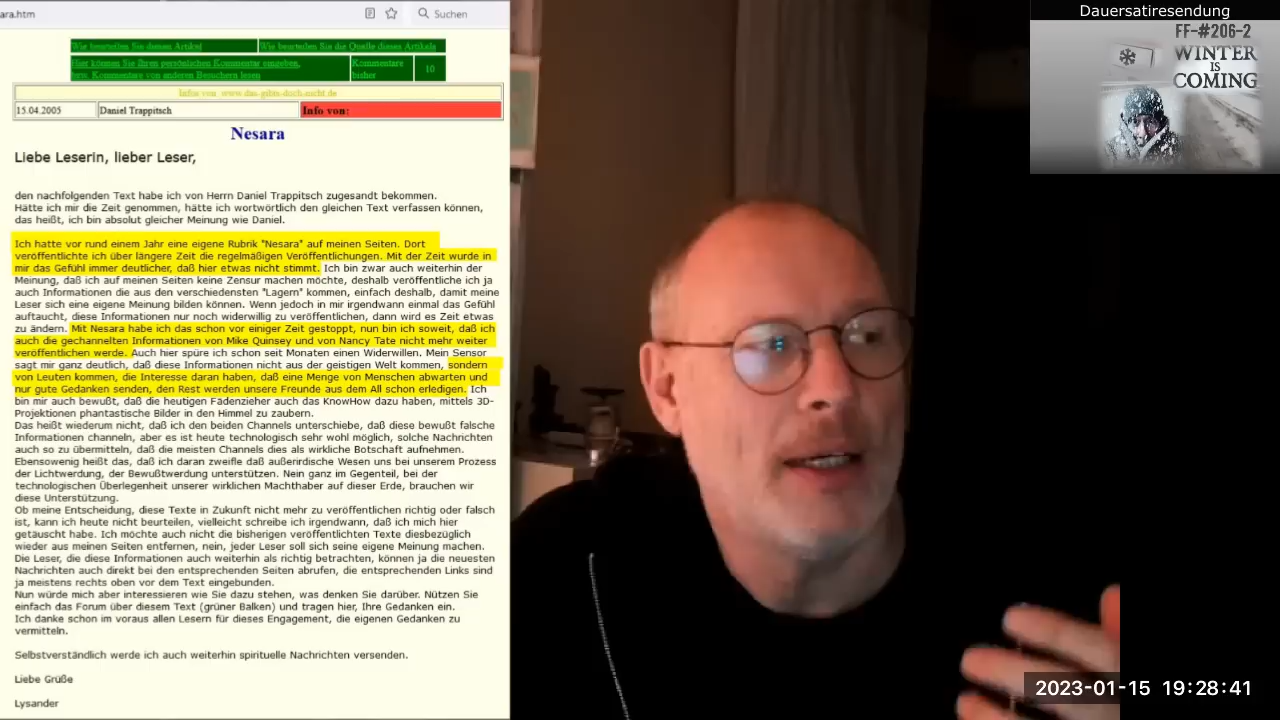 ara.htm
Suchen
Wie beurteilen Sie diesen Artikel
Wie beurteilen Sie die Quelle dieses Artikels
Hier können Sie Ihren persönlichen Kommentar eingeben,
bzw. Kommentare von anderen Besuchern lesen
Kommentare
bisher
10
Infos von www.das-gibts-doch-nicht.de
15.04.2005
Daniel Trappitsch
Info von:
Nesara
Liebe Leserin, lieber Leser,
den nachfolgenden Text habe ich von Herrn Daniel Trappitsch zugesandt bekommen.
Hätte ich mir die Zeit genommen, hätte ich wortwörtlich den gleichen Text verfassen können,
das heißt, ich bin absolut gleicher Meinung wie Daniel.
Ich hatte vor rund einem Jahr eine eigene Rubrik "Nesara" auf meinen Seiten. Dort
veröffentlichte ich über längere Zeit die regelmäßigen Veröffentlichungen. Mit der Zeit wurde in
mir das Gefühl immer deutlicher, daß hier etwas nicht stimmt. Ich bin zwar auch weiterhin der
Meinung, daß ich auf meinen Seiten keine Zensur machen möchte, deshalb veröffentliche ich ja
auch Informationen die aus den verschiedensten "Lagern" kommen, einfach deshalb, damit meine
Leser sich eine eigene Meinung bilden können. Wenn jedoch in mir irgendwann einmal das Gefühl
auftaucht, diese Informationen nur noch widerwillig zu veröffentlichen, dann wird es Zeit etwas
zu ändern. Mit Nesara habe ich das schon vor einiger Zeit gestoppt, nun bin ich soweit, daß ich
auch die gechannelten Informationen von Mike Quinsey und von Nancy Tate nicht mehr weiter
veröffentlichen werde. Auch hier spüre ich schon seit Monaten einen Widerwillen. Mein Sensor
sagt mir ganz deutlich, daß diese Informationen nicht aus der geistigen Welt kommen, sondern
von Leuten kommen, die Interesse daran haben, daß eine Menge von Menschen abwarten und
nur gute Gedanken senden, den Rest werden unsere Freunde aus dem All schon erledigen. Ich
bin mir auch bewußt, daß die heutigen Fädenzieher auch das KnowHow dazu haben, mittels 3D-
Projektionen phantastische Bilder in den Himmel zu zaubern.
Das heißt wiederum nicht, daß ich den beiden Channels unterschiebe, daß diese bewußt falsche
Informationen channeln, aber es ist heute technologisch sehr wohl möglich, solche Nachrichten
auch so zu übermitteln, daß die meisten Channels dies als wirkliche Botschaft aufnehmen.
Ebensowenig heißt das, daß ich daran zweifle daß außerirdische Wesen uns bei unserem Prozess
der Lichtwerdung, der Bewußtwerdung unterstützen. Nein ganz im Gegenteil, bei der
technologischen Überlegenheit unserer wirklichen Machthaber auf dieser Erde, brauchen wir
diese Unterstützung.
Ob meine Entscheidung, diese Texte in Zukunft nicht mehr zu veröffentlichen richtig oder falsch
ist, kann ich heute nicht beurteilen, vielleicht schreibe ich irgendwann, daß ich mich hier
getäuscht habe. Ich möchte auch nicht die bisherigen veröffentlichten Texte diesbezüglich
wieder aus meinen Seiten entfernen, nein, jeder Leser soll sich seine eigene Meinung machen.
Die Leser, die diese Informationen auch weiterhin als richtig betrachten, können ja die neuesten
Nachrichten auch direkt bei den entsprechenden Seiten abrufen, die entsprechenden Links sind
ja meistens rechts oben vor dem Text eingebunden.
Nun würde mich aber interessieren wie Sie dazu stehen, was denken Sie darüber. Nützen Sie
einfach das Forum über diesem Text (grüner Balken) und tragen hier, Ihre Gedanken ein.
Ich danke schon im voraus allen Lesern für dieses Engagement, die eigenen Gedanken zu
vermitteln.
Selbstverständlich werde ich auch weiterhin spirituelle Nachrichten versenden.
Liebe Grüße
Lysander
Dauersatiresendung
FF-#206-2
WINTER
IS
COMING
2023-01-15 19:28:41